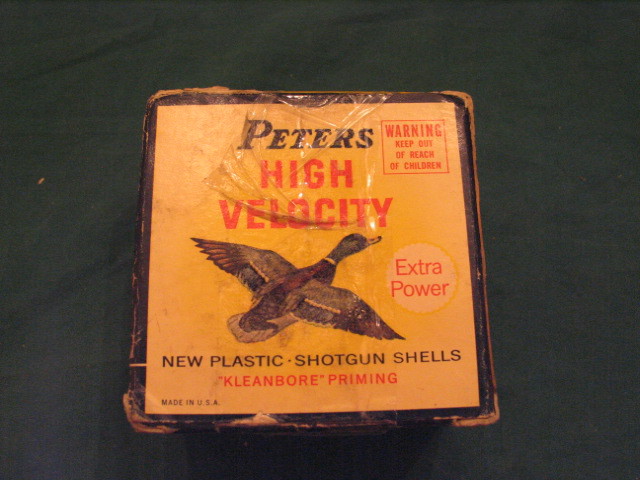 PETERS
HIGH
VELOCITY
WARNING
KEEP OUT
OF REACH
OF CHILDREN
Extra
Power
NEW PLASTIC · SHOTGUN SHELLS
"KLEANBORE" PRIMING
MADE IN U.S.A.